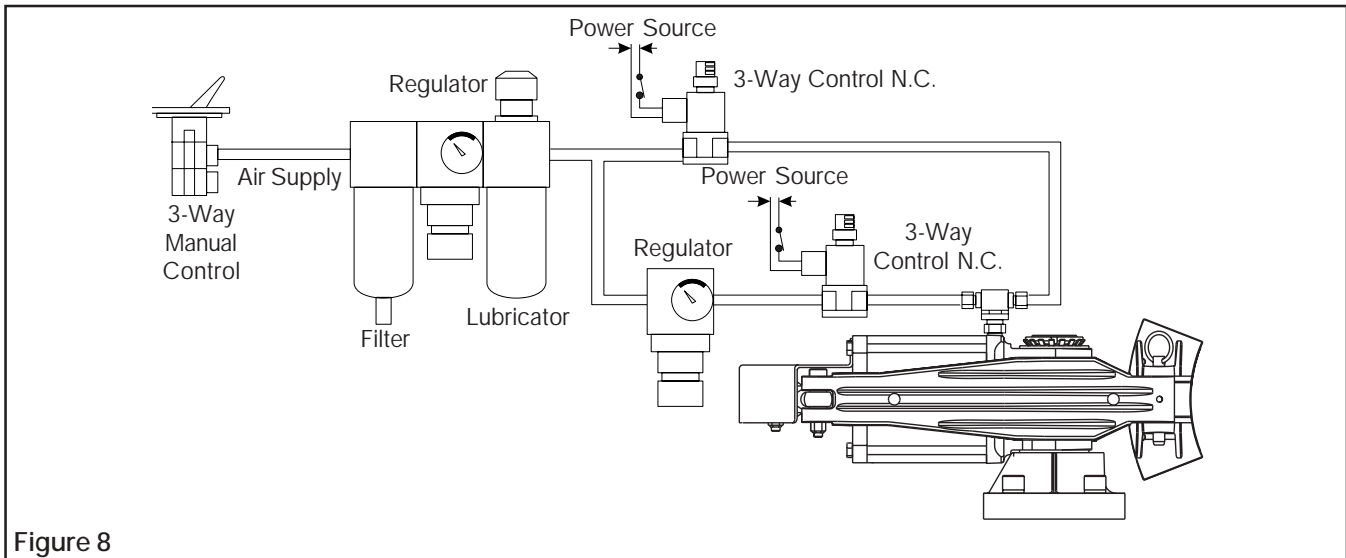 Power Source
Regulator
3-Way Control N.C.
Air Supply
Power Source
3-Way
Manual
Control
Regulator
3-Way
Control N.C.
Lubricator
Filter
Figure 8